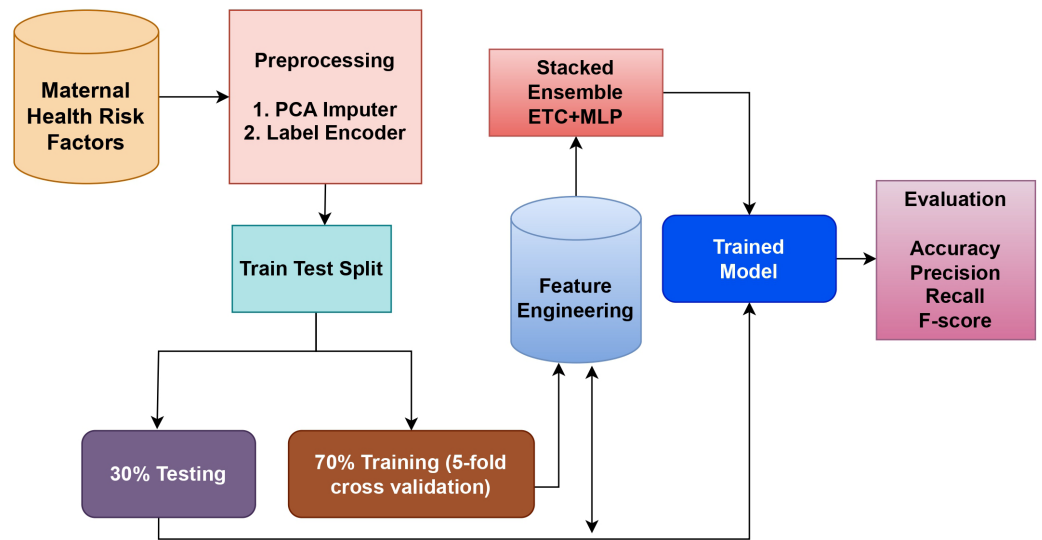 Maternal
Health Risk
Factors
Preprocessing
1. PCA Imputer
2. Label Encoder
Train Test Split
30% Testing
70% Training (5-fold
cross validation)
Feature
Engineering
Stacked
Ensemble
ETC+MLP
Trained
Model
Evaluation
Accuracy
Precision
Recall
F-score